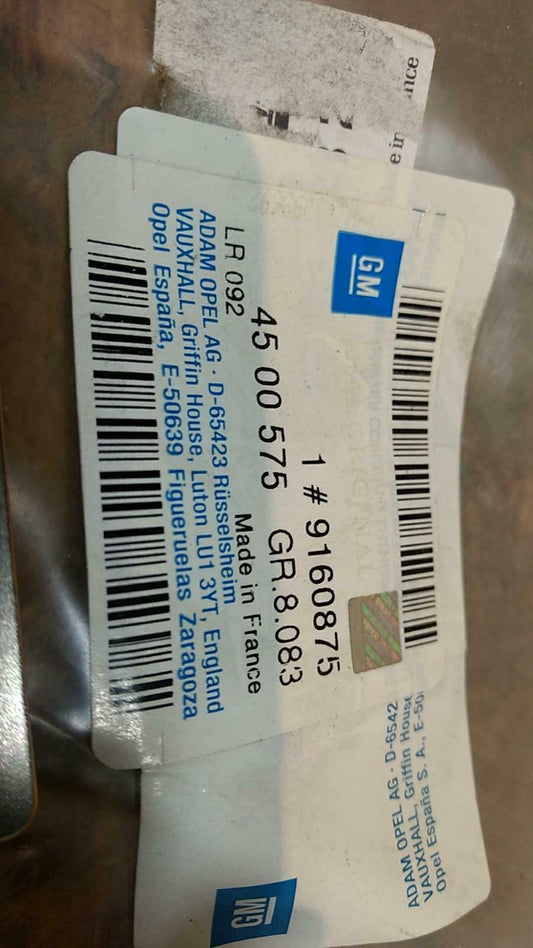 GM
1 # 9160875
45 00 575 GR.8.083
LR 092
Made in France
ADAM OPEL AG · D-65423 Rüsselsheim
VAUXHALL, Griffin House, Luton LU1 3YT, England
Opel España, E-50639 Figueruelas Zaragoza
ADAM OPEL AG · D-6542
VAUXHALL, Griffin House
Opel España S. A., E-50
GM